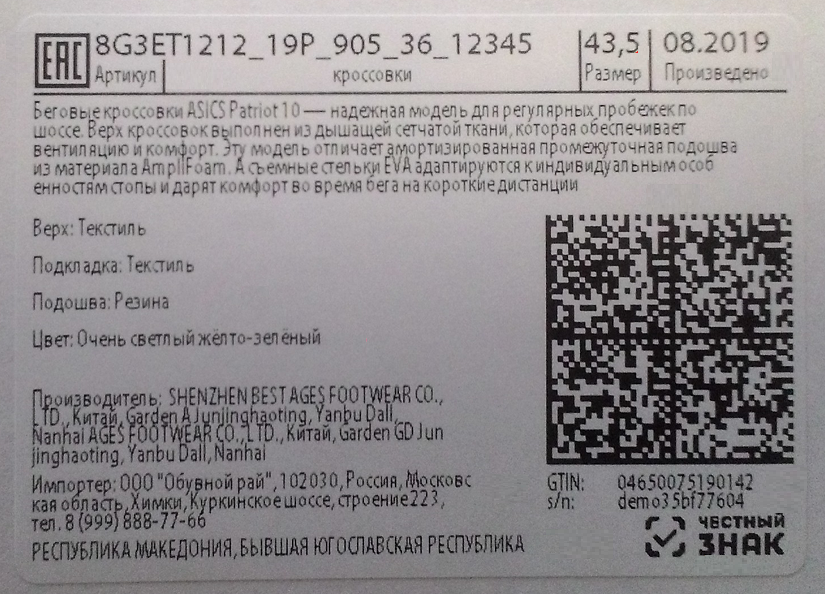 EAC 8G3ET1212_19P_905_36_12345 43,5 08.2019
Артикул кроссовки Размер Произведено
Беговые кроссовки ASICS Patriot 10 — надежная модель для регулярных пробежек по
шоссе. Верх кроссовок выполнен из дышащей сетчатой ткани, которая обеспечивает
вентиляцию и комфорт. Эту модель отличает амортизированная промежуточная подошва
из материала AmpliFoam. А съемные стельки EVA адаптируются к индивидуальным особ
енностям стопы и дарят комфорт во время бега на короткие дистанции
Верх: Текстиль
Подкладка: Текстиль
Подошва: Резина
Цвет: Очень светлый жёлто-зелёный
Производитель: SHENZHEN BEST AGES FOOTWEAR CO.,
LTD., Китай, Garden A Junjinghaoting, Yanbu Dall,
Nanhai AGES FOOTWEAR CO., LTD., Китай, Garden GD Jun
jinghaoting, Yanbu Dall, Nanhai
Импортер: ООО "Обувной рай", 102030, Россия, Московс
кая область, Химки, Куркинское шоссе, строение 223,
тел. 8 (999) 888-77-66
РЕСПУБЛИКА МАКЕДОНИЯ, БЫВШАЯ ЮГОСЛАВСКАЯ РЕСПУБЛИКА
GTIN: 04650075190142
s/n: demo35bf77604
ЧЕСТНЫЙ
ЗНАК